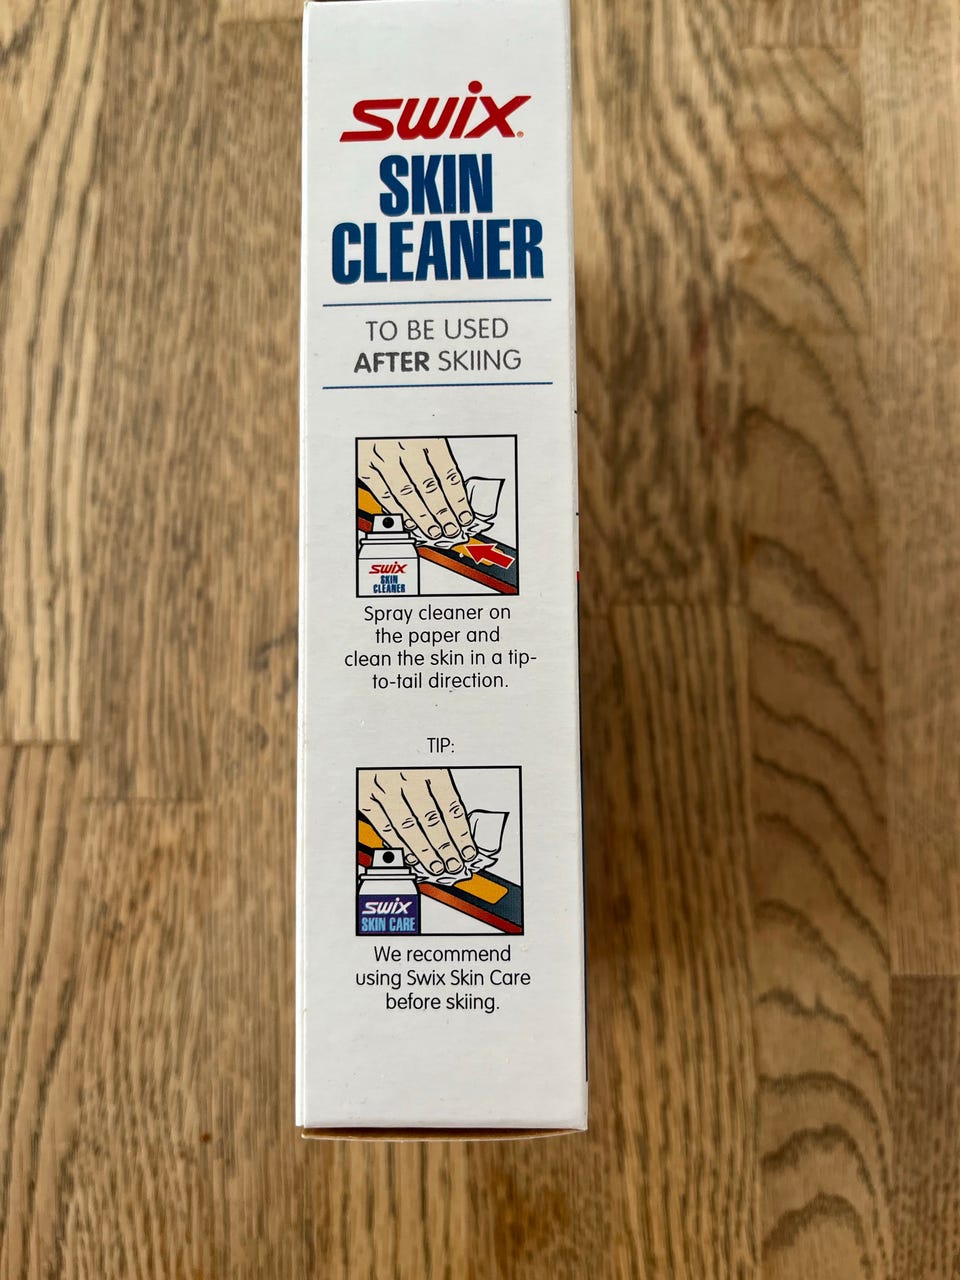 SWiX
SKIN
CLEANER
TO BE USED
AFTER SKIING
SWiX
SKIN
CLEANER
Spray cleaner on
the paper and
clean the skin in a tip-
to-tail direction.
TIP:
SWiX
SKIN CARE
We recommend
using Swix Skin Care
before skiing.